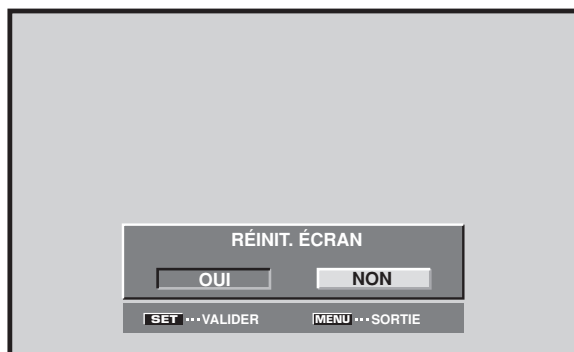 RÉINIT. ÉCRAN
OUI NON
SET ··· VALIDER MENU ··· SORTIE